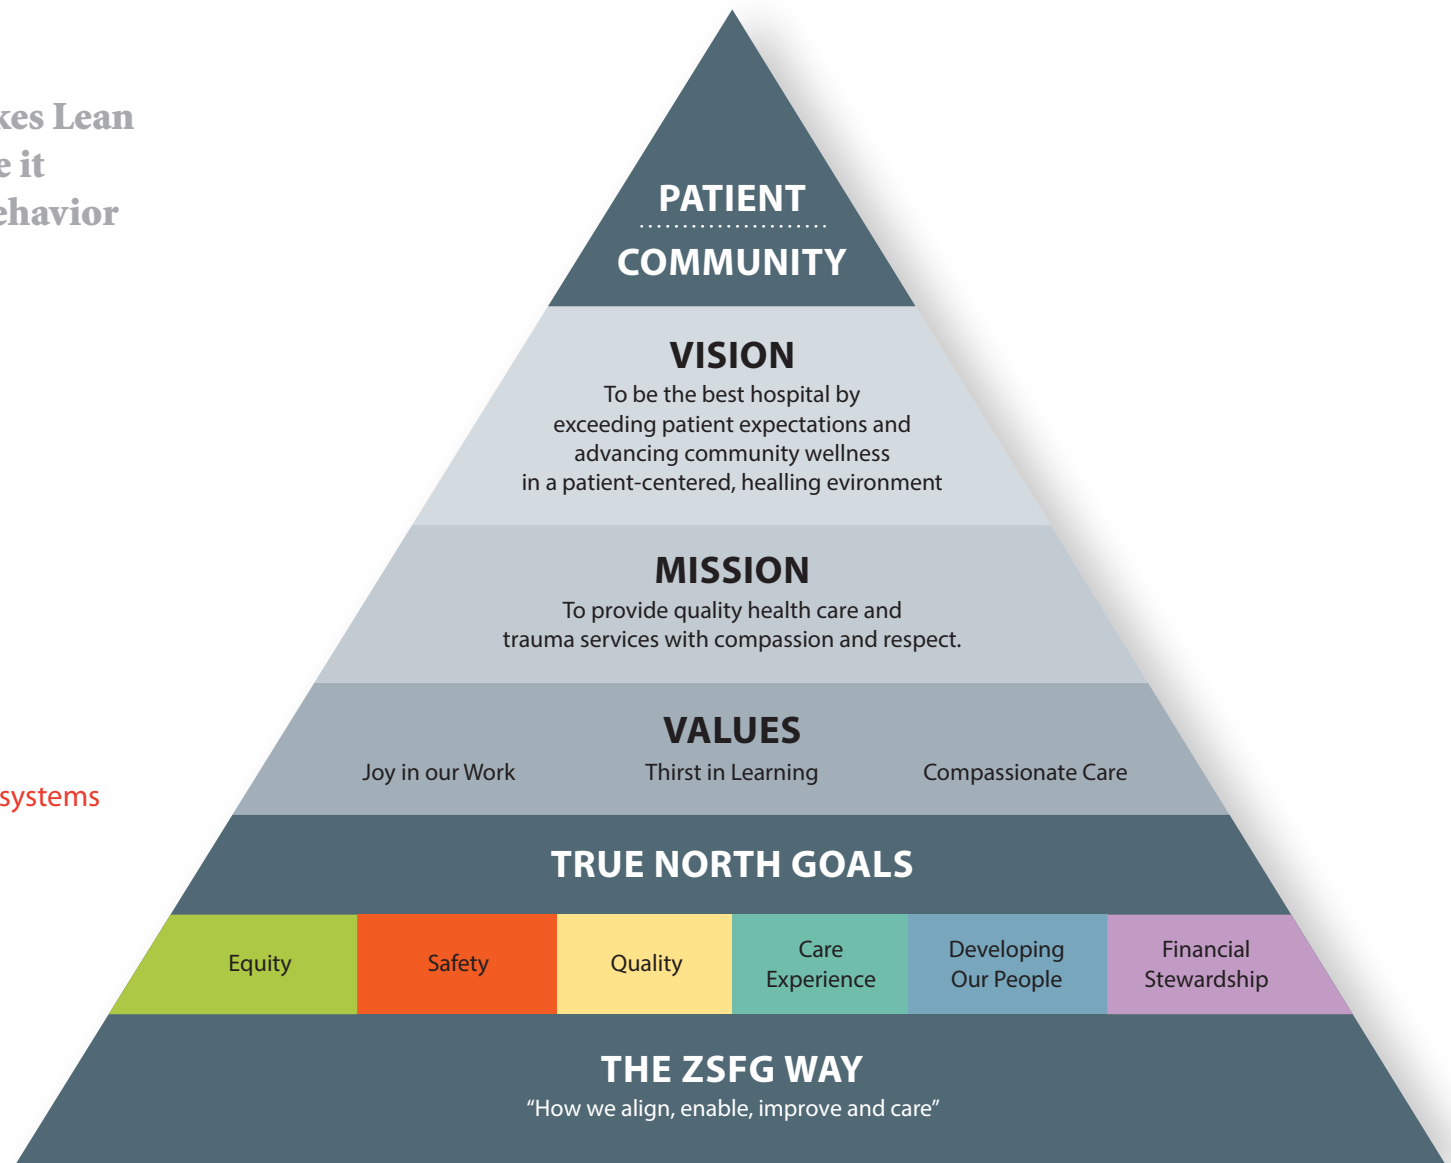 kes Lean
e it
ehavior
PATIENT
COMMUNITY
VISION
To be the best hospital by
exceeding patient expectations and
advancing community wellness
in a patient-centered, healling evironment
MISSION
To provide quality health care and
trauma services with compassion and respect.
VALUES
Joy in our Work
Thirst in Learning
Compassionate Care
systems
TRUE NORTH GOALS
Equity
Safety
Quality
Care
Experience
Developing
Our People
Financial
Stewardship
THE ZSFG WAY
“How we align, enable, improve and care”